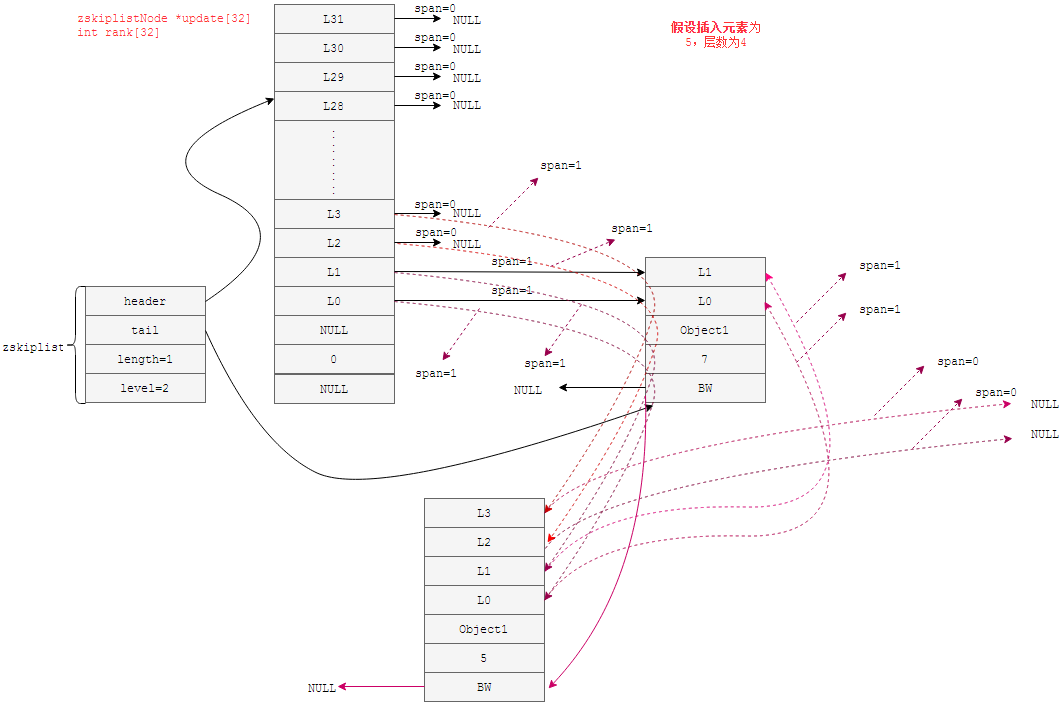 zskiplistNode *update[32]
int rank[32]
假设插入元素为
5，层数为4
L31
span=0
NULL
L30
span=0
NULL
L29
span=0
NULL
L28
span=0
NULL
span=1
L3
span=0
NULL
L2
span=0
NULL
span=1
L1
span=1
L0
span=1
NULL
0
NULL
span=1
span=1
zskiplist
header
tail
length=1
level=2
L1
L0
Object1
7
BW
NULL
span=1
span=1
span=0
span=0
NULL
NULL
L3
L2
L1
L0
Object1
5
BW
NULL